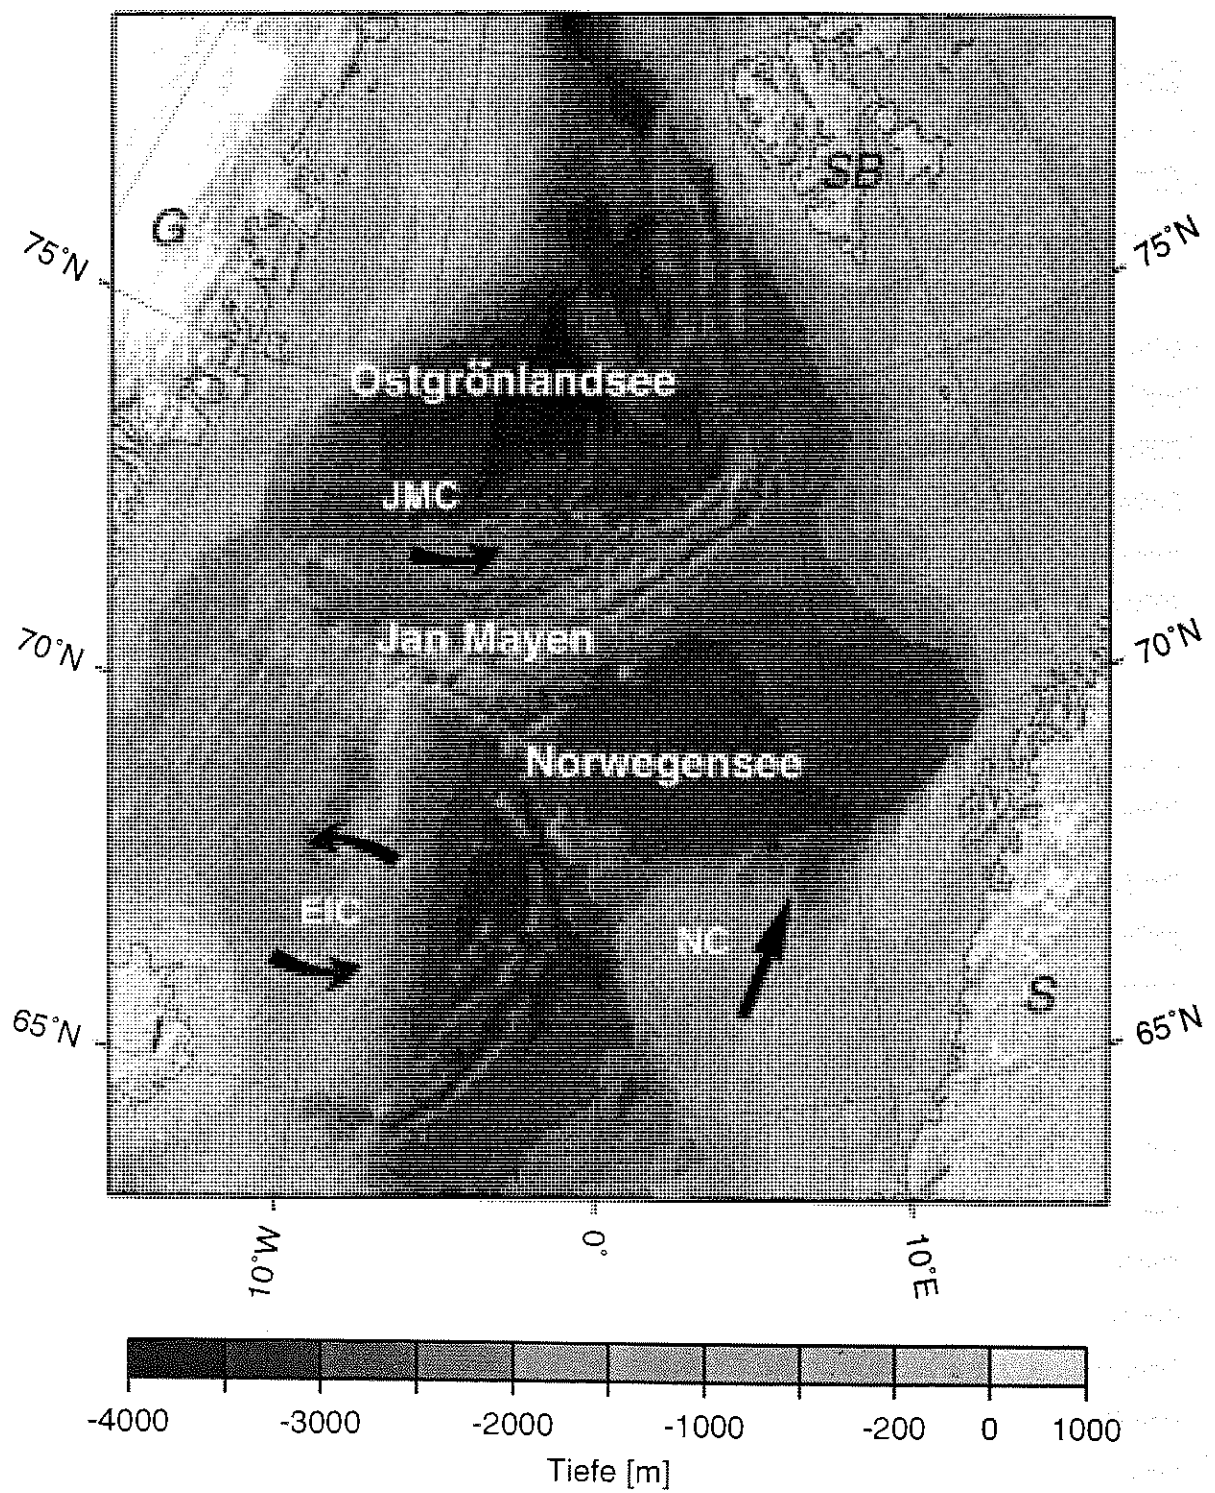 SB
G
75°N
75°N
Ostgrönlandsee
JMC
Jan Mayen
70°N
70°N
Norwegensee
EIC
NC
S
I
65°N
65°N
10°W
0°
10°E
-4000
-3000
-2000
-1000
-200
0
1000
Tiefe [m]